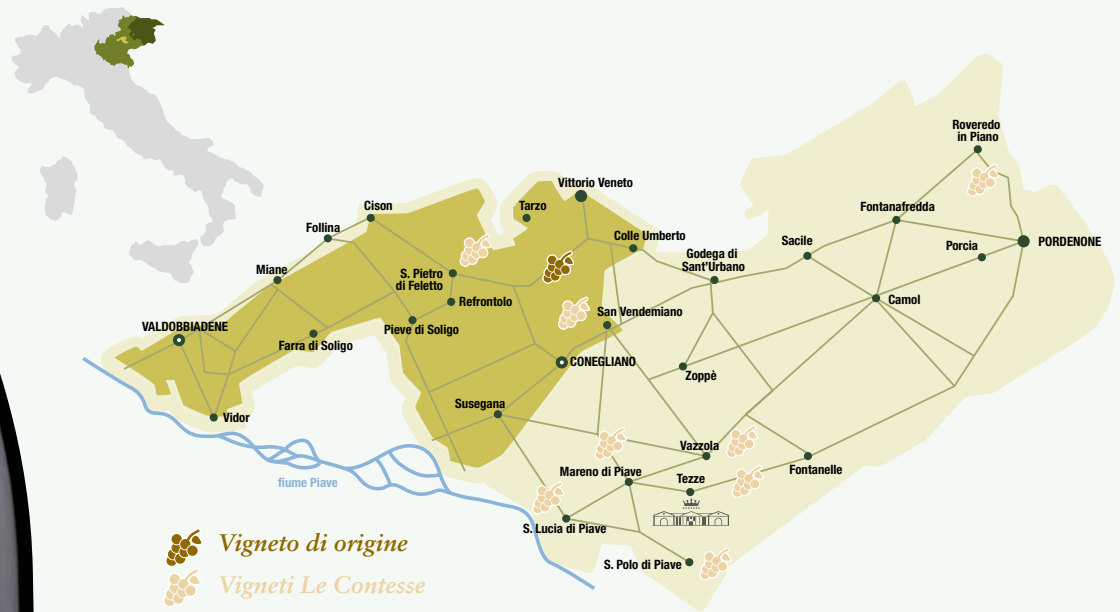 Roveredo
in Piano
Vittorio Veneto
Cison
Tarzo
Fontanafredda
Follina
Colle Umberto
Sacile
Porcia
PORDENONE
Godega di
Sant'Urbano
Miane
S. Pietro
di Feletto
Refrontolo
Camol
San Vendemiano
VALDOBBIADENE
Pieve di Soligo
Farra di Soligo
CONEGLIANO
Zoppè
Susegana
Vidor
Vazzola
Mareno di Piave
Tezze
Fontanelle
fiume Piave
S. Lucia di Piave
S. Polo di Piave
Vigneto di origine
Vigneti Le Contesse